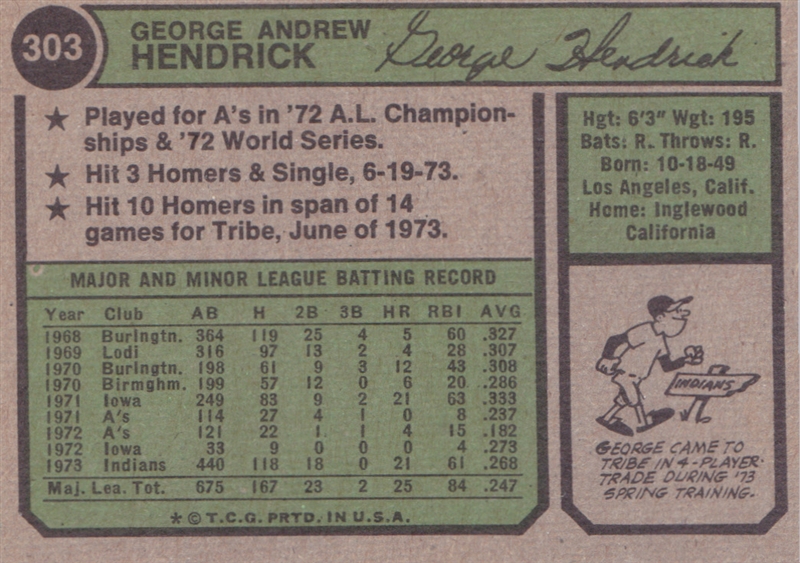 303
GEORGE ANDREW
HENDRICK
George Hendrick
★ Played for A's in '72 A.L. Champion-
ships & '72 World Series.
★ Hit 3 Homers & Single, 6-19-73.
★ Hit 10 Homers in span of 14
games for Tribe, June of 1973.
Hgt: 6'3" Wgt: 195
Bats: R. Throws: R.
Born: 10-18-49
Los Angeles, Calif.
Home: Inglewood
California
MAJOR AND MINOR LEAGUE BATTING RECORD
Year Club AB H 2B 3B HR RBI AVG
1968 Burlngtn. 364 119 25 4 5 60 .327
1969 Lodi 316 97 13 2 4 28 .307
1970 Burlngtn. 198 61 9 3 12 43 .308
1970 Birmghm. 199 57 12 0 6 20 .286
1971 Iowa 249 83 9 2 21 63 .333
1971 A's 114 27 4 1 0 8 .237
1972 A's 121 22 1 1 4 15 .182
1972 Iowa 33 9 0 0 0 4 .273
1973 Indians 440 118 18 0 21 61 .268
Maj. Lea. Tot. 675 167 23 2 25 84 .247
* © T.C.G. PRTD. IN U.S.A.
INDIANS
GEORGE CAME TO
TRIBE IN 4-PLAYER
TRADE DURING '73
SPRING TRAINING.